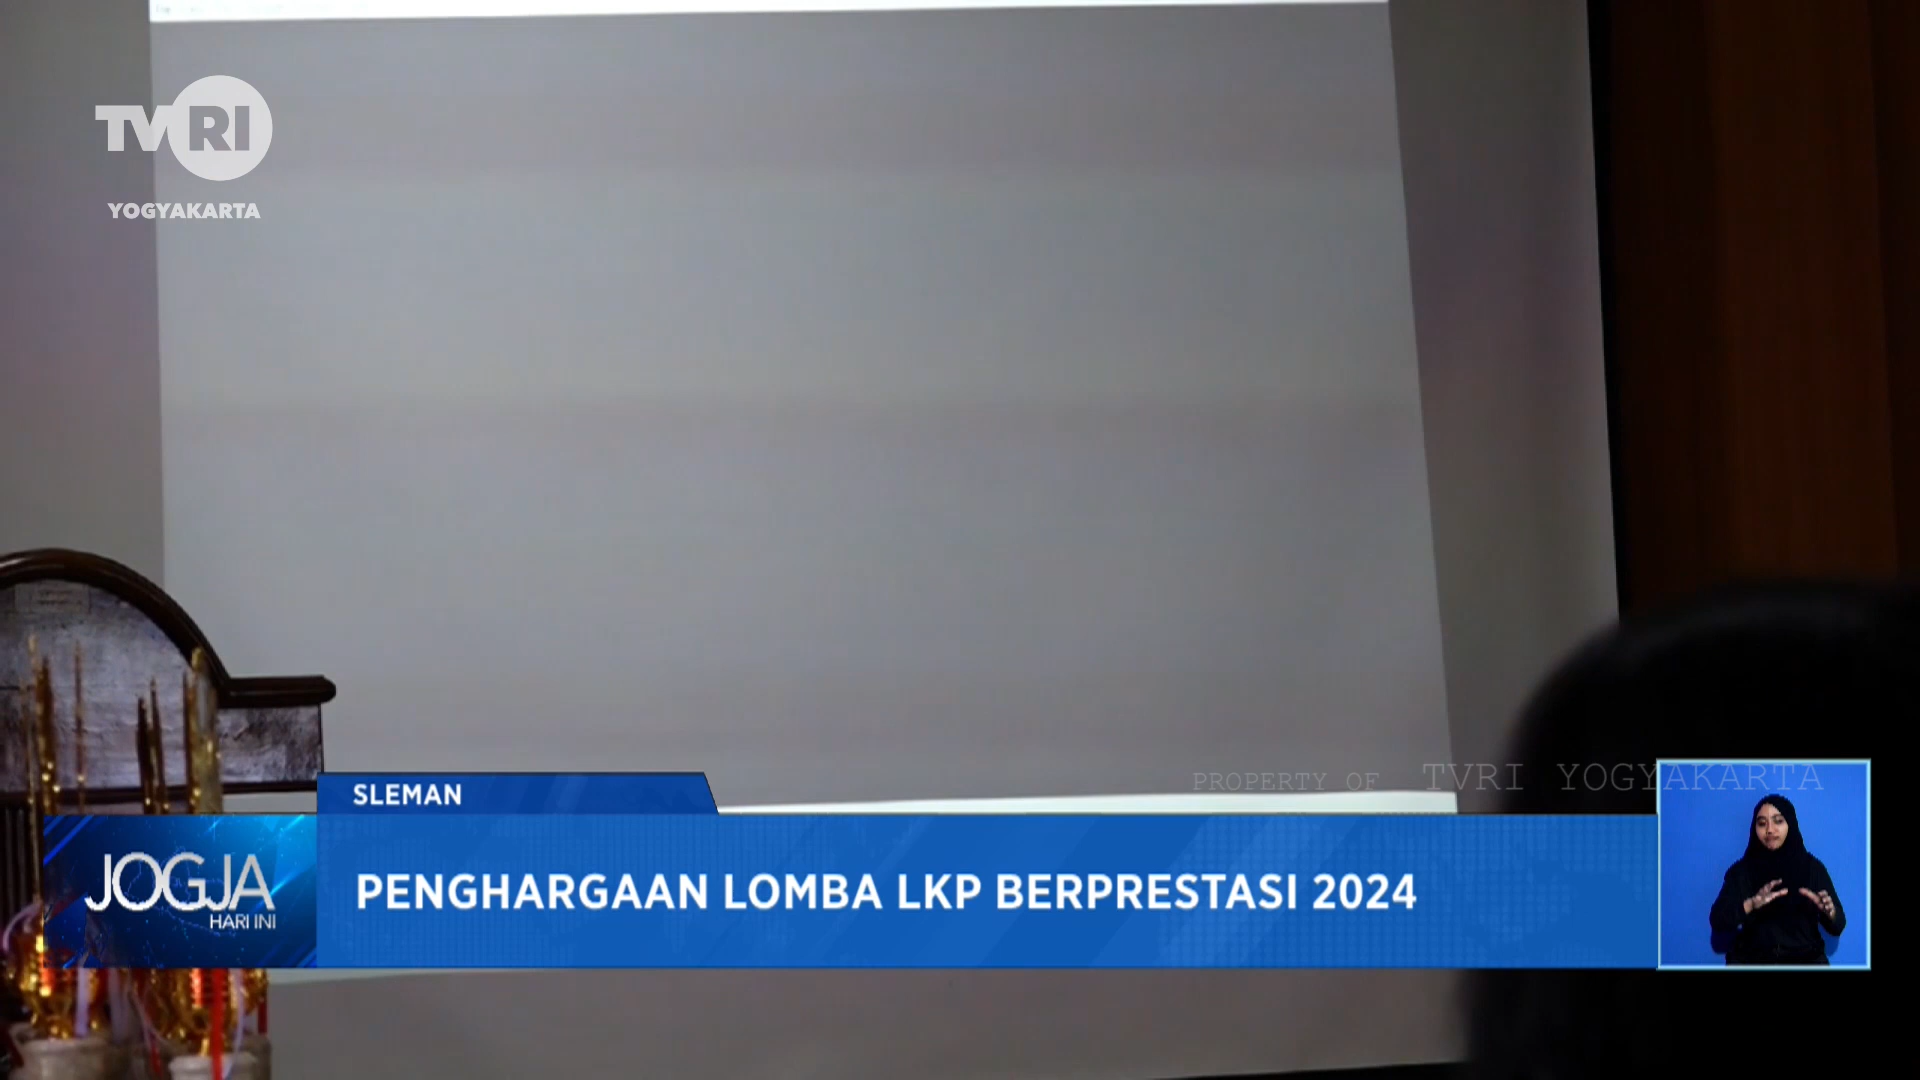 TVRI
YOGYAKARTA
SLEMAN
PROPERTY OF TVRI YOGYAKARTA
JOGJA
HARI INI
PENGHARGAAN LOMBA LKP BERPRESTASI 2024